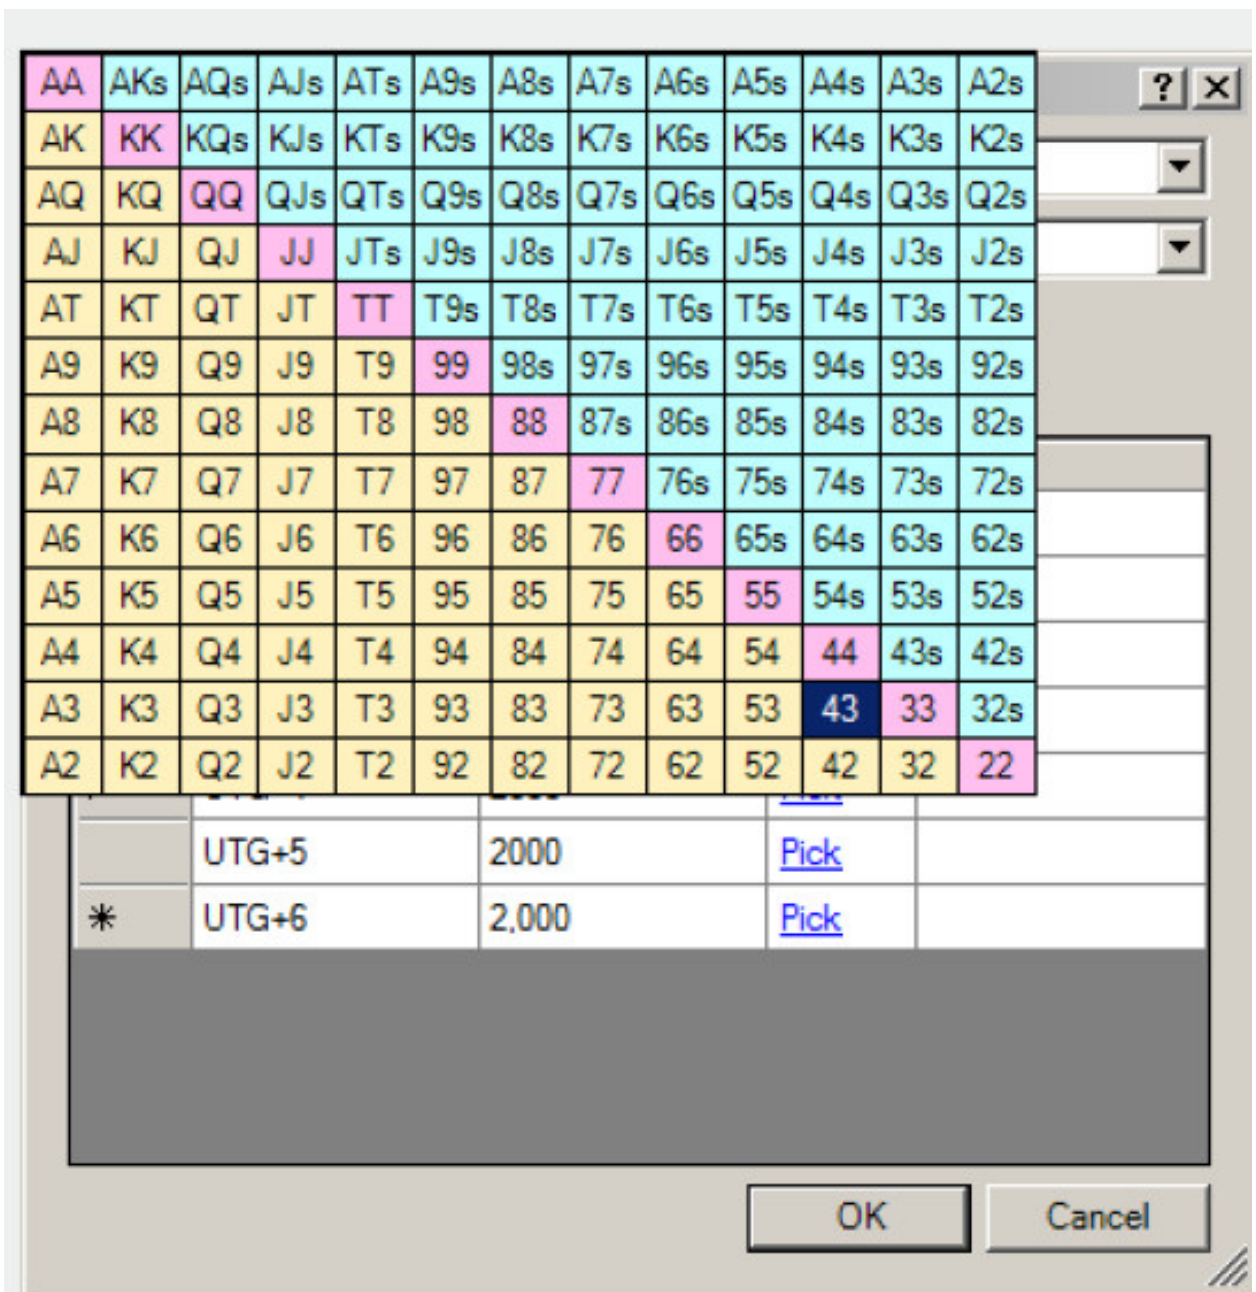 AA AKs AQs AJs ATs A9s A8s A7s A6s A5s A4s A3s A2s ?
AK KK KQs KJs KTs K9s K8s K7s K6s K5s K4s K3s K2s
AQ KQ QQ QJs QTs Q9s Q8s Q7s Q6s Q5s Q4s Q3s Q2s
AJ KJ QJ JJ JTs J9s J8s J7s J6s J5s J4s J3s J2s
AT KT QT JT TT T9s T8s T7s T6s T5s T4s T3s T2s
A9 K9 Q9 J9 T9 99 98s 97s 96s 95s 94s 93s 92s
A8 K8 Q8 J8 T8 98 88 87s 86s 85s 84s 83s 82s
A7 K7 Q7 J7 T7 97 87 77 76s 75s 74s 73s 72s
A6 K6 Q6 J6 T6 96 86 76 66 65s 64s 63s 62s
A5 K5 Q5 J5 T5 95 85 75 65 55 54s 53s 52s
A4 K4 Q4 J4 T4 94 84 74 64 54 44 43s 42s
A3 K3 Q3 J3 T3 93 83 73 63 53 43 33 32s
A2 K2 Q2 J2 T2 92 82 72 62 52 42 32 22
UTG+5 2000 Pick
* UTG+6 2,000 Pick
OK Cancel